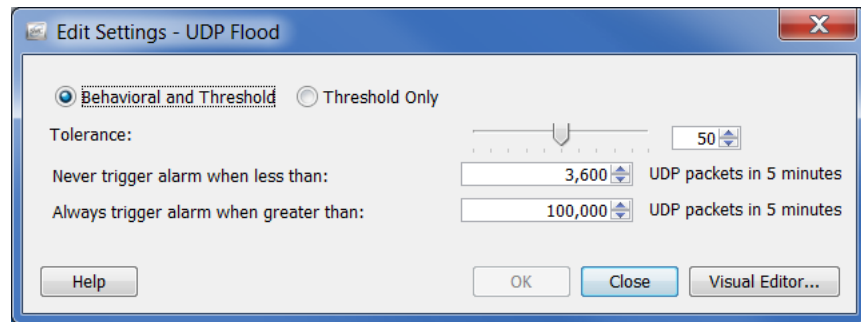 Edit Settings - UDP Flood
Behavioral and Threshold Threshold Only
Tolerance: 50
Never trigger alarm when less than: 3,600 UDP packets in 5 minutes
Always trigger alarm when greater than: 100,000 UDP packets in 5 minutes
Help OK Close Visual Editor...